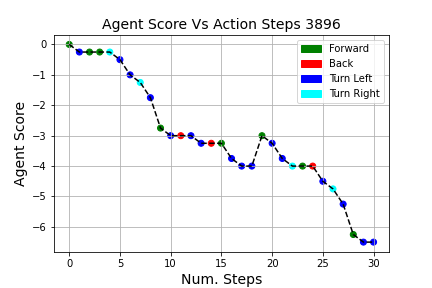 Agent Score Vs Action Steps 3896
Agent Score
0
−1
−2
−3
−4
−5
−6
Forward
Back
Turn Left
Turn Right
0 5 10 15 20 25 30
Num. Steps